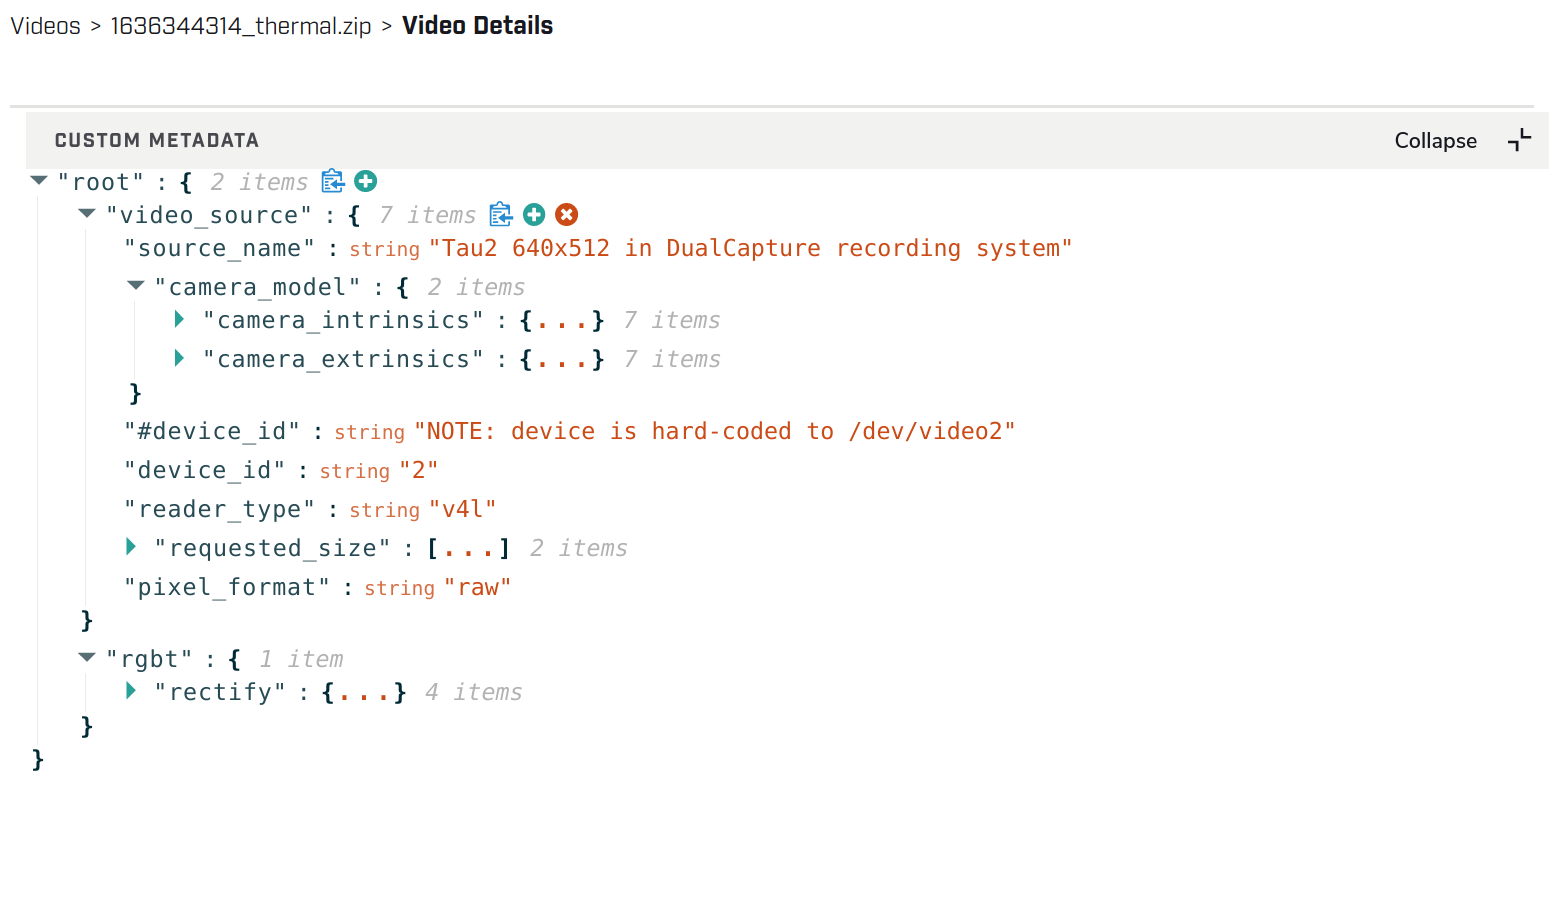 Videos > 1636344314_thermal.zip > Video Details
CUSTOM METADATA Collapse
"root" : { 2 items
"video_source" : { 7 items
"source_name" : string "Tau2 640x512 in DualCapture recording system"
"camera_model" : { 2 items
"camera_intrinsics" : {...} 7 items
"camera_extrinsics" : {...} 7 items
}
"#device_id" : string "NOTE: device is hard-coded to /dev/video2"
"device_id" : string "2"
"reader_type" : string "v4l"
"requested_size" : [...] 2 items
"pixel_format" : string "raw"
}
"rgbt" : { 1 item
"rectify" : {...} 4 items
}
}